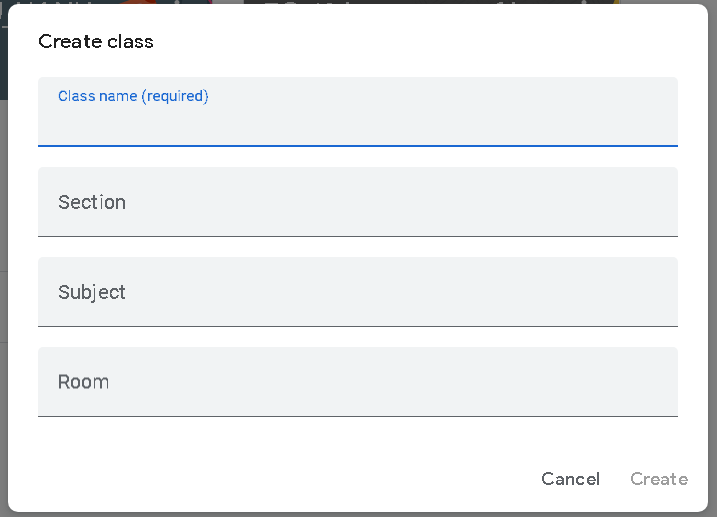 Create class
Class name (required)
Section
Subject
Room
Cancel Create